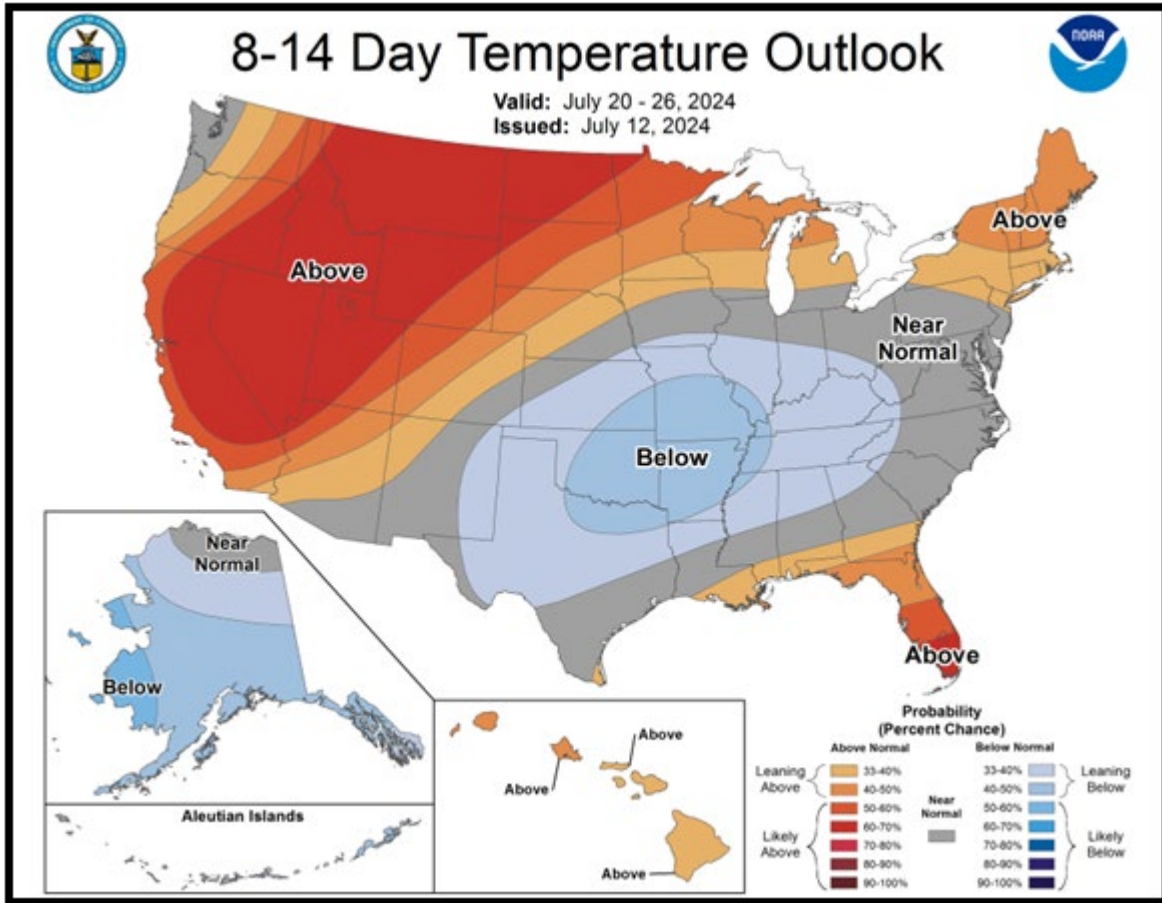 8-14 Day Temperature Outlook
NOAA
Valid: July 20 - 26, 2024
Issued: July 12, 2024
Above
Above
Near
Normal
Below
Above
Near
Normal
Below
Aleutian Islands
Above
Above
Above
Probability
(Percent Chance)
Above Normal
Below Normal
Leaning
Above
33-40%
40-50%
Likely
Above
50-60%
60-70%
70-80%
80-90%
90-100%
Near
Normal
33-40%
40-50%
Leaning
Below
50-60%
60-70%
70-80%
80-90%
90-100%
Likely
Below